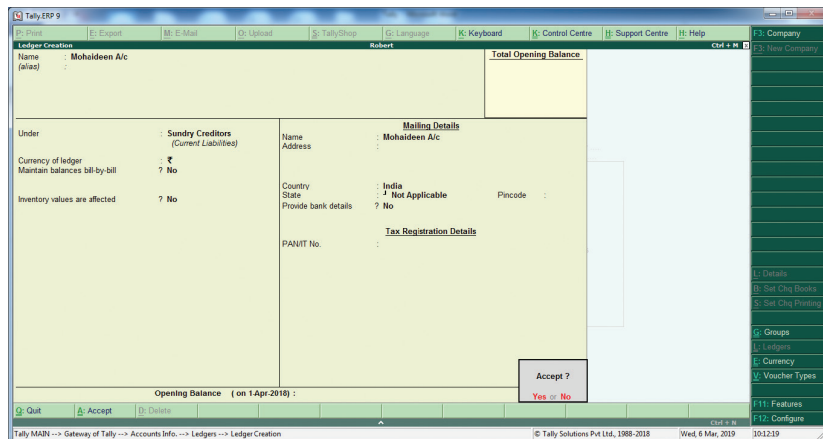 Tally.ERP 9
P: Print E: Export M: E-Mail O: Upload S: TallyShop G: Language K: Keyboard K: Control Centre H: Support Centre H: Help F3: Company
Ledger Creation Robert Ctrl + M F3: New Company
Name : Mohaideen A/c Total Opening Balance
(alias) :
Under : Sundry Creditors
(Current Liabilities)
Currency of ledger : ₹
Maintain balances bill-by-bill ? No
Inventory values are affected ? No
Mailing Details
Name : Mohaideen A/c
Address :
Country : India
State : Not Applicable Pincode :
Provide bank details ? No
Tax Registration Details
PAN/IT No. :
L: Details
B: Set Chq Books
S: Set Chq Printing
G: Groups
L: Ledgers
E: Currency
V: Voucher Types
Accept ?
Yes or No
Opening Balance ( on 1-Apr-2018) :
F11: Features
Q: Quit A: Accept D: Delete
F12: Configure
Ctrl + N
Tally MAIN --> Gateway of Tally --> Accounts Info. --> Ledgers --> Ledger Creation © Tally Solutions Pvt Ltd., 1988-2018 Wed, 6 Mar, 2019 10:12:19